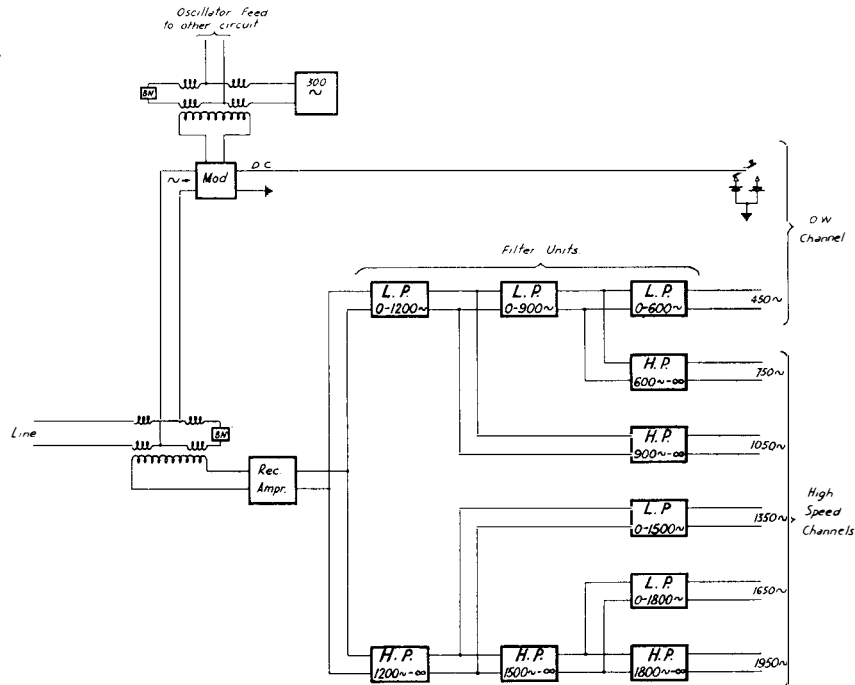 Oscillator Feed
to other circuit
BN
300
~
Mod
~→
D C
D W
Channel
Filter Units.
L. P.
0-1200~
L. P
0-900~
L. P
0-600~
450~
H. P.
600~-∞
750~
H. P.
900~-∞
1050~
Line
BN
Rec.
Ampr.
L. P
0-1500~
1350~
High
Speed
Channels
L. P
0-1800~
1650~
H. P.
1200~-∞
H. P.
1500~-∞
H. P.
1800~-∞
1950~